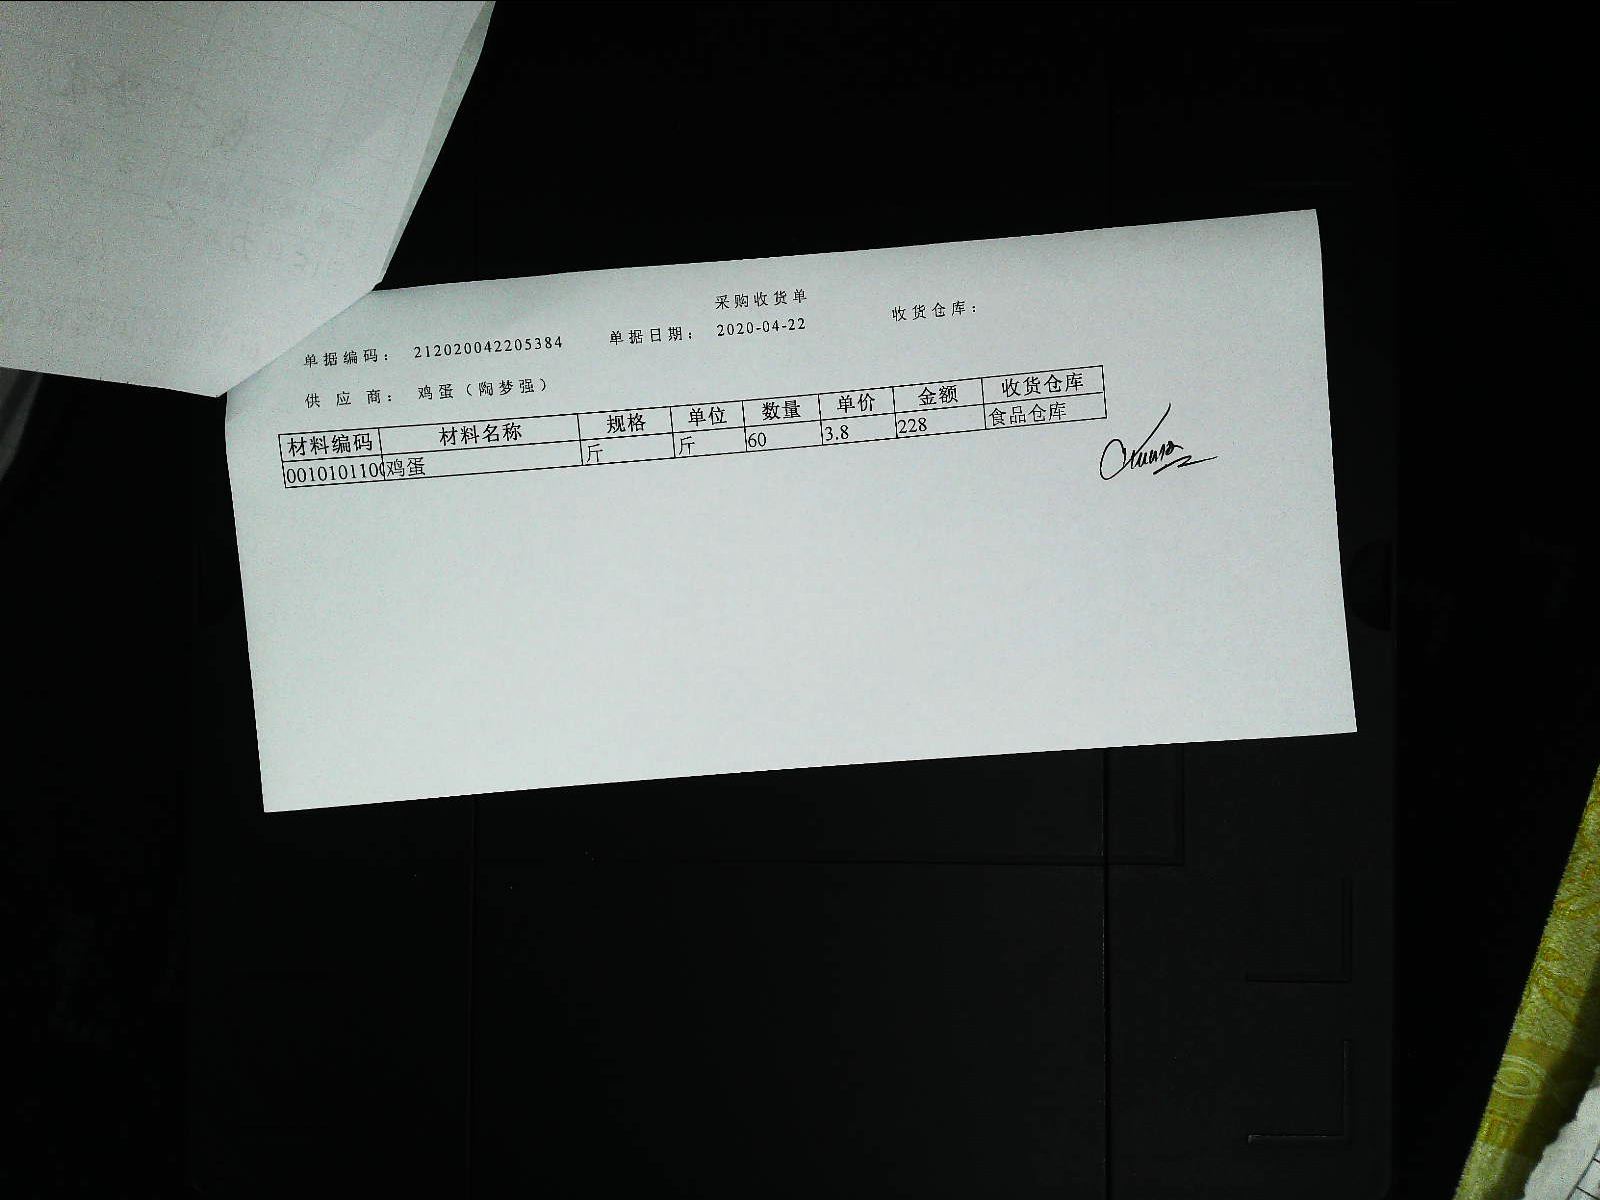 采购收货单
单据编码： 212020042205384 单据日期： 2020-04-22 收货仓库：
供应商： 鸡蛋（陶梦强）
材料编码 材料名称 规格 单位 数量 单价 金额 收货仓库
0010101100 鸡蛋 斤 斤 60 3.8 228 食品仓库